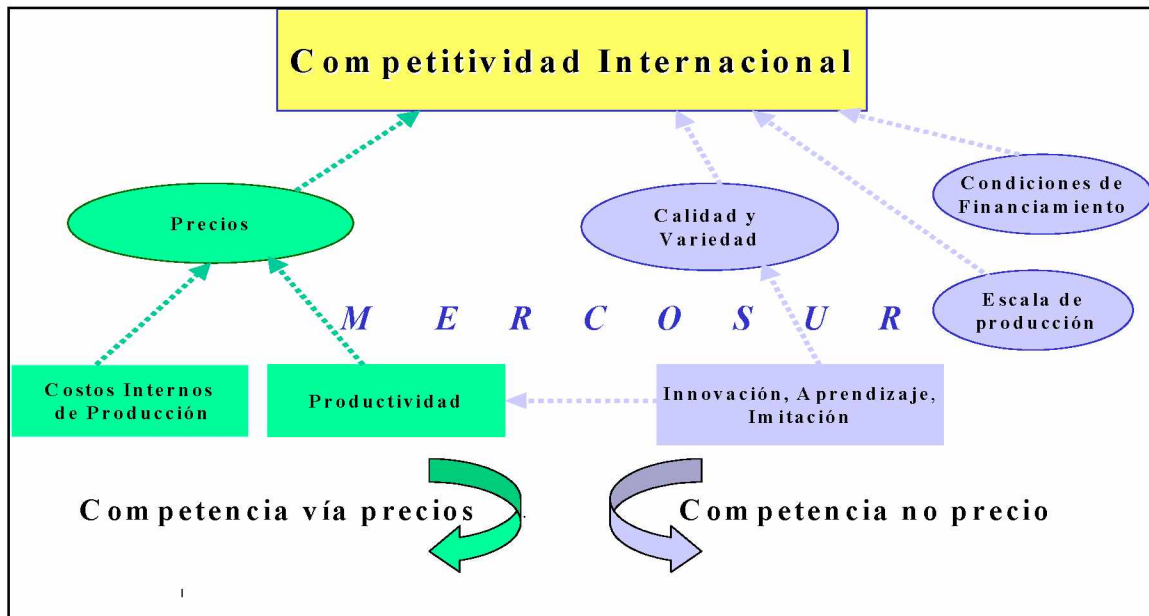 Competitividad Internacional
Condiciones de
Financiamiento
Precios
Calidad y
Variedad
Escala de
producción
M E R C O S U R
Costos Internos
de Producción
Productividad
Innovación, Aprendizaje,
Imitación
Competencia vía precios
Competencia no precio